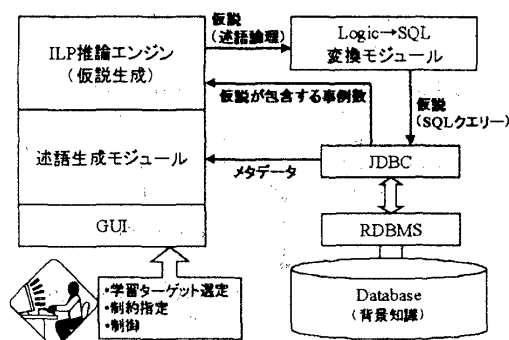 ILP推論エンジン
(仮説生成)
仮説
(述語論理)
Logic→SQL
変換モジュール
仮説が包含する事例数
仮説
(SQLクエリー)
述語生成モジュール
メタデータ
JDBC
GUI
RDBMS
・学習ターゲット選定
・制約指定
・制御
Database
(背景知識)